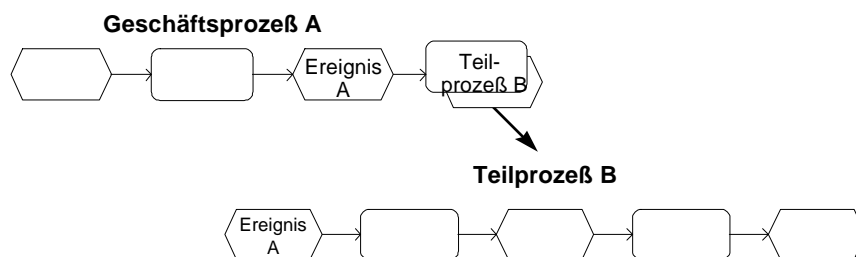 Geschäftsprozeß A
Ereignis
A
Teil-
prozeß B
Teilprozeß B
Ereignis
A